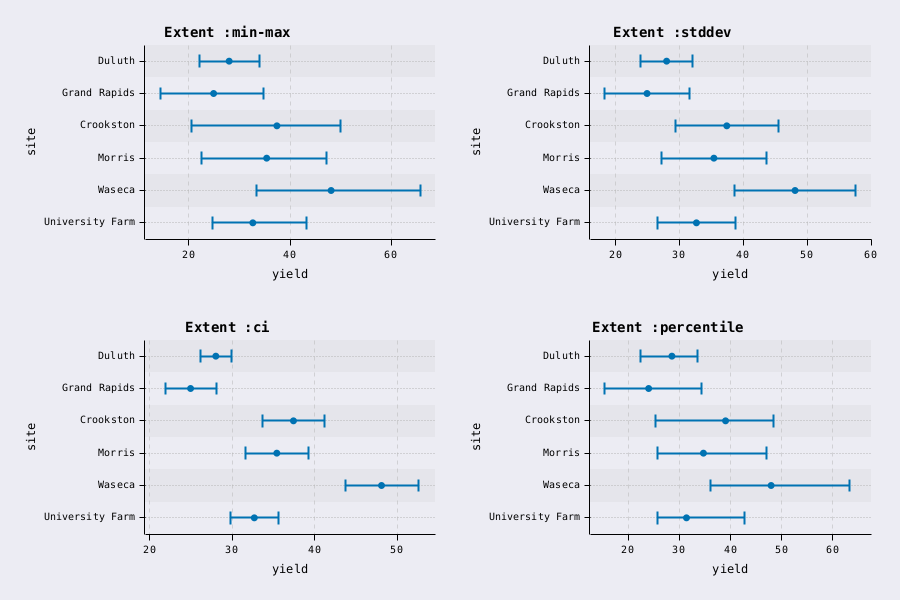 Extent :min-max
site
Duluth
Grand Rapids
Crookston
Morris
Waseca
University Farm
20 40 60
yield
Extent :stddev
site
Duluth
Grand Rapids
Crookston
Morris
Waseca
University Farm
20 30 40 50 60
yield
Extent :ci
site
Duluth
Grand Rapids
Crookston
Morris
Waseca
University Farm
20 30 40 50
yield
Extent :percentile
site
Duluth
Grand Rapids
Crookston
Morris
Waseca
University Farm
20 30 40 50 60
yield